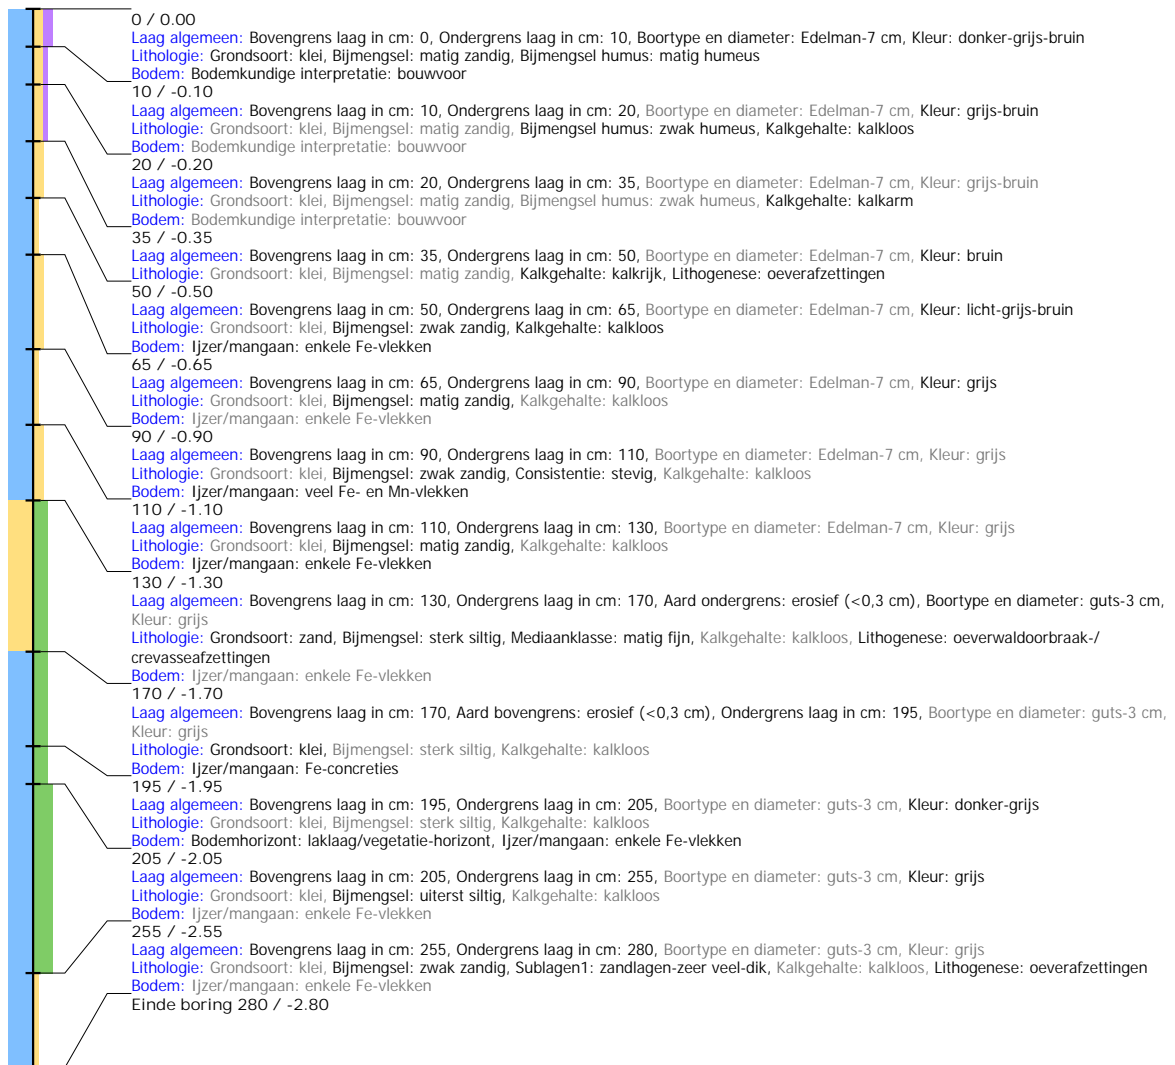 0 / 0.00
Laag algemeen: Bovengrens laag in cm: 0, Ondergrens laag in cm: 10, Boortype en diameter: Edelman-7 cm, Kleur: donker-grijs-bruin
Lithologie: Grondsoort: klei, Bijmengsel: matig zandig, Bijmengsel humus: matig humeus
Bodem: Bodemkundige interpretatie: bouwvoor
10 / -0.10
Laag algemeen: Bovengrens laag in cm: 10, Ondergrens laag in cm: 20, Boortype en diameter: Edelman-7 cm, Kleur: grijs-bruin
Lithologie: Grondsoort: klei, Bijmengsel: matig zandig, Bijmengsel humus: zwak humeus, Kalkgehalte: kalkloos
Bodem: Bodemkundige interpretatie: bouwvoor
20 / -0.20
Laag algemeen: Bovengrens laag in cm: 20, Ondergrens laag in cm: 35, Boortype en diameter: Edelman-7 cm, Kleur: grijs-bruin
Lithologie: Grondsoort: klei, Bijmengsel: matig zandig, Bijmengsel humus: zwak humeus, Kalkgehalte: kalkarm
Bodem: Bodemkundige interpretatie: bouwvoor
35 / -0.35
Laag algemeen: Bovengrens laag in cm: 35, Ondergrens laag in cm: 50, Boortype en diameter: Edelman-7 cm, Kleur: bruin
Lithologie: Grondsoort: klei, Bijmengsel: matig zandig, Kalkgehalte: kalkrijk, Lithogenese: oeverafzettingen
50 / -0.50
Laag algemeen: Bovengrens laag in cm: 50, Ondergrens laag in cm: 65, Boortype en diameter: Edelman-7 cm, Kleur: licht-grijs-bruin
Lithologie: Grondsoort: klei, Bijmengsel: zwak zandig, Kalkgehalte: kalkloos
Bodem: Ijzer/mangaan: enkele Fe-vlekken
65 / -0.65
Laag algemeen: Bovengrens laag in cm: 65, Ondergrens laag in cm: 90, Boortype en diameter: Edelman-7 cm, Kleur: grijs
Lithologie: Grondsoort: klei, Bijmengsel: matig zandig, Kalkgehalte: kalkloos
Bodem: Ijzer/mangaan: enkele Fe-vlekken
90 / -0.90
Laag algemeen: Bovengrens laag in cm: 90, Ondergrens laag in cm: 110, Boortype en diameter: Edelman-7 cm, Kleur: grijs
Lithologie: Grondsoort: klei, Bijmengsel: zwak zandig, Consistentie: stevig, Kalkgehalte: kalkloos
Bodem: Ijzer/mangaan: veel Fe- en Mn-vlekken
110 / -1.10
Laag algemeen: Bovengrens laag in cm: 110, Ondergrens laag in cm: 130, Boortype en diameter: Edelman-7 cm, Kleur: grijs
Lithologie: Grondsoort: klei, Bijmengsel: matig zandig, Kalkgehalte: kalkloos
Bodem: Ijzer/mangaan: enkele Fe-vlekken
130 / -1.30
Laag algemeen: Bovengrens laag in cm: 130, Ondergrens laag in cm: 170, Aard ondergrens: erosief (<0,3 cm), Boortype en diameter: guts-3 cm,
Kleur: grijs
Lithologie: Grondsoort: zand, Bijmengsel: sterk siltig, Mediaanklasse: matig fijn, Kalkgehalte: kalkloos, Lithogenese: oeverwaldoorbraak-/
crevasseafzettingen
Bodem: Ijzer/mangaan: enkele Fe-vlekken
170 / -1.70
Laag algemeen: Bovengrens laag in cm: 170, Aard bovengrens: erosief (<0,3 cm), Ondergrens laag in cm: 195, Boortype en diameter: guts-3 cm,
Kleur: grijs
Lithologie: Grondsoort: klei, Bijmengsel: sterk siltig, Kalkgehalte: kalkloos
Bodem: Ijzer/mangaan: Fe-concreties
195 / -1.95
Laag algemeen: Bovengrens laag in cm: 195, Ondergrens laag in cm: 205, Boortype en diameter: guts-3 cm, Kleur: donker-grijs
Lithologie: Grondsoort: klei, Bijmengsel: sterk siltig, Kalkgehalte: kalkloos
Bodem: Bodemhorizont: laklaag/vegetatie-horizont, Ijzer/mangaan: enkele Fe-vlekken
205 / -2.05
Laag algemeen: Bovengrens laag in cm: 205, Ondergrens laag in cm: 255, Boortype en diameter: guts-3 cm, Kleur: grijs
Lithologie: Grondsoort: klei, Bijmengsel: uiterst siltig, Kalkgehalte: kalkloos
Bodem: Ijzer/mangaan: enkele Fe-vlekken
255 / -2.55
Laag algemeen: Bovengrens laag in cm: 255, Ondergrens laag in cm: 280, Boortype en diameter: guts-3 cm, Kleur: grijs
Lithologie: Grondsoort: klei, Bijmengsel: zwak zandig, Sublagen1: zandlagen-zeer veel-dik, Kalkgehalte: kalkloos, Lithogenese: oeverafzettingen
Bodem: Ijzer/mangaan: enkele Fe-vlekken
Einde boring 280 / -2.80